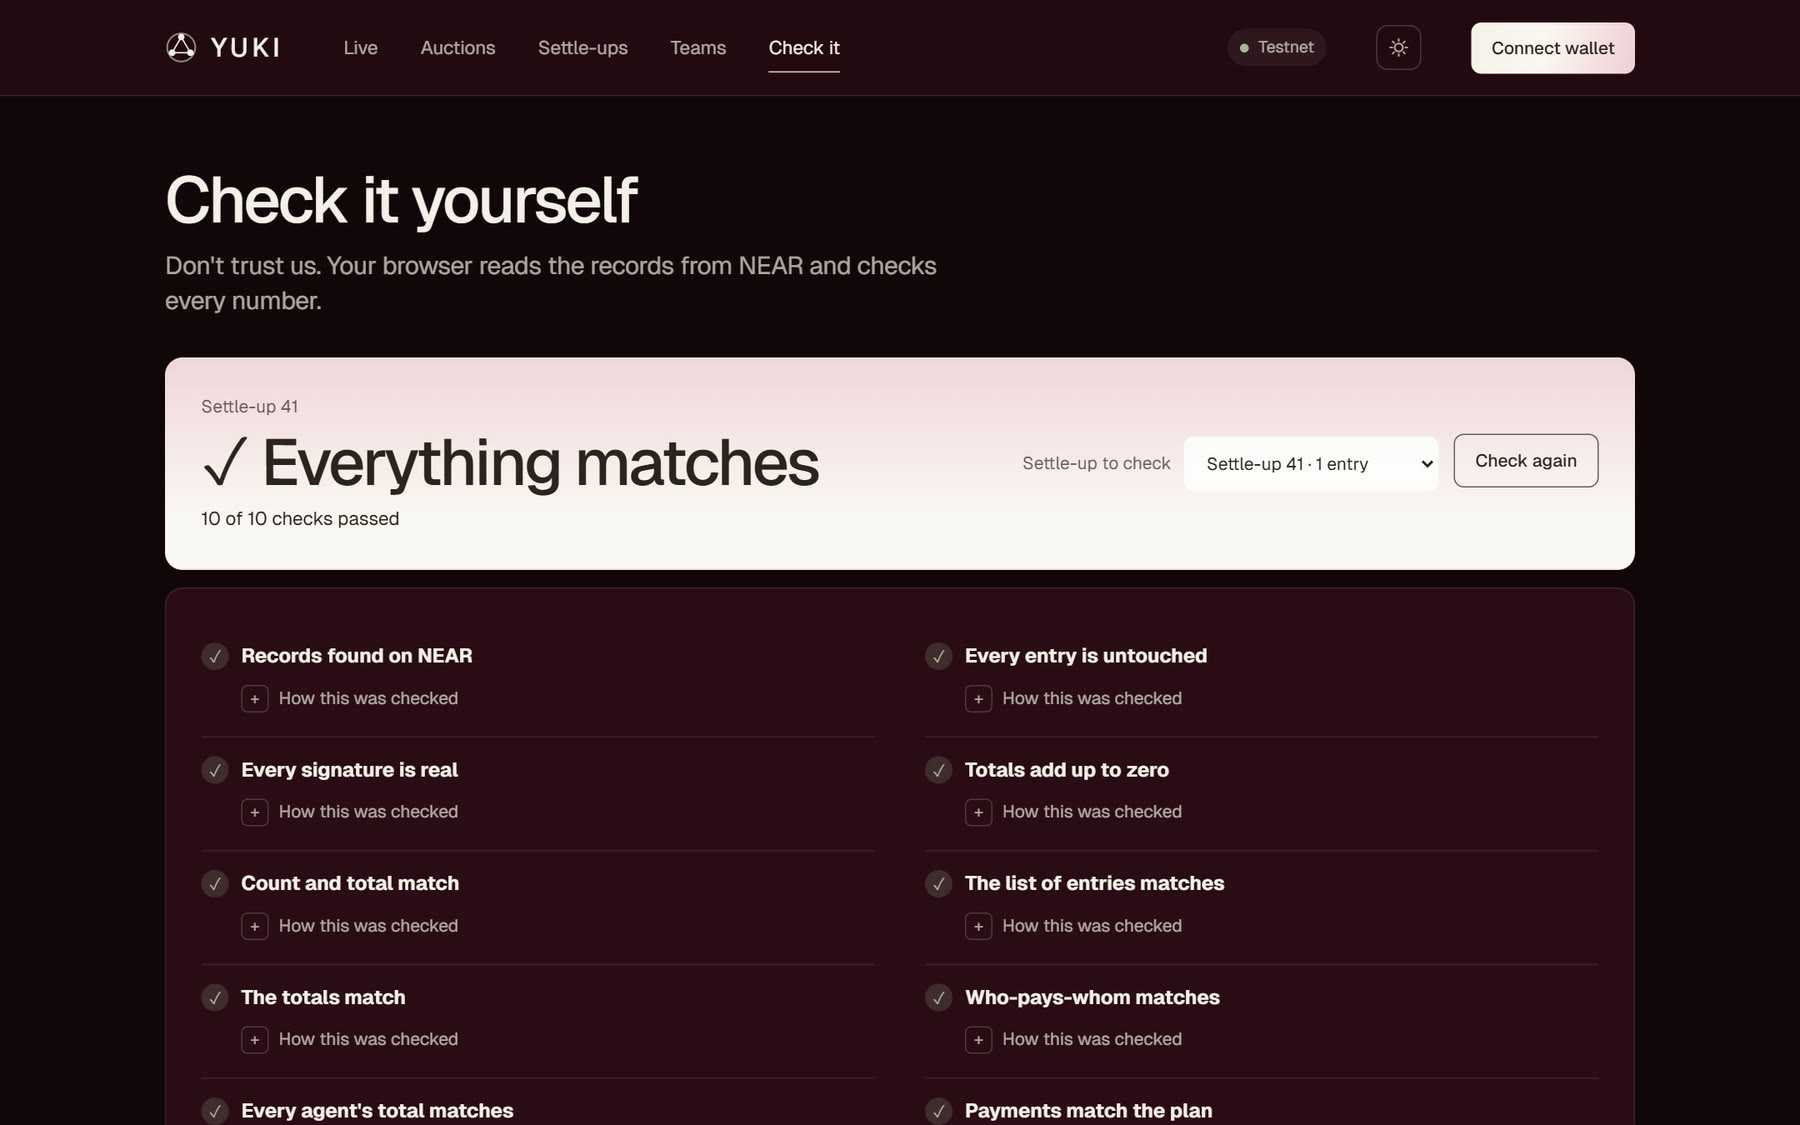 YUKI
Live
Auctions
Settle-ups
Teams
Check it
Testnet
Connect wallet
Check it yourself
Don't trust us. Your browser reads the records from NEAR and checks
every number.
Settle-up 41
✓ Everything matches
10 of 10 checks passed
Settle-up to check
Settle-up 41 · 1 entry
Check again
✓ Records found on NEAR
+ How this was checked
✓ Every entry is untouched
+ How this was checked
✓ Every signature is real
+ How this was checked
✓ Totals add up to zero
+ How this was checked
✓ Count and total match
+ How this was checked
✓ The list of entries matches
+ How this was checked
✓ The totals match
+ How this was checked
✓ Who-pays-whom matches
+ How this was checked
✓ Every agent's total matches
✓ Payments match the plan